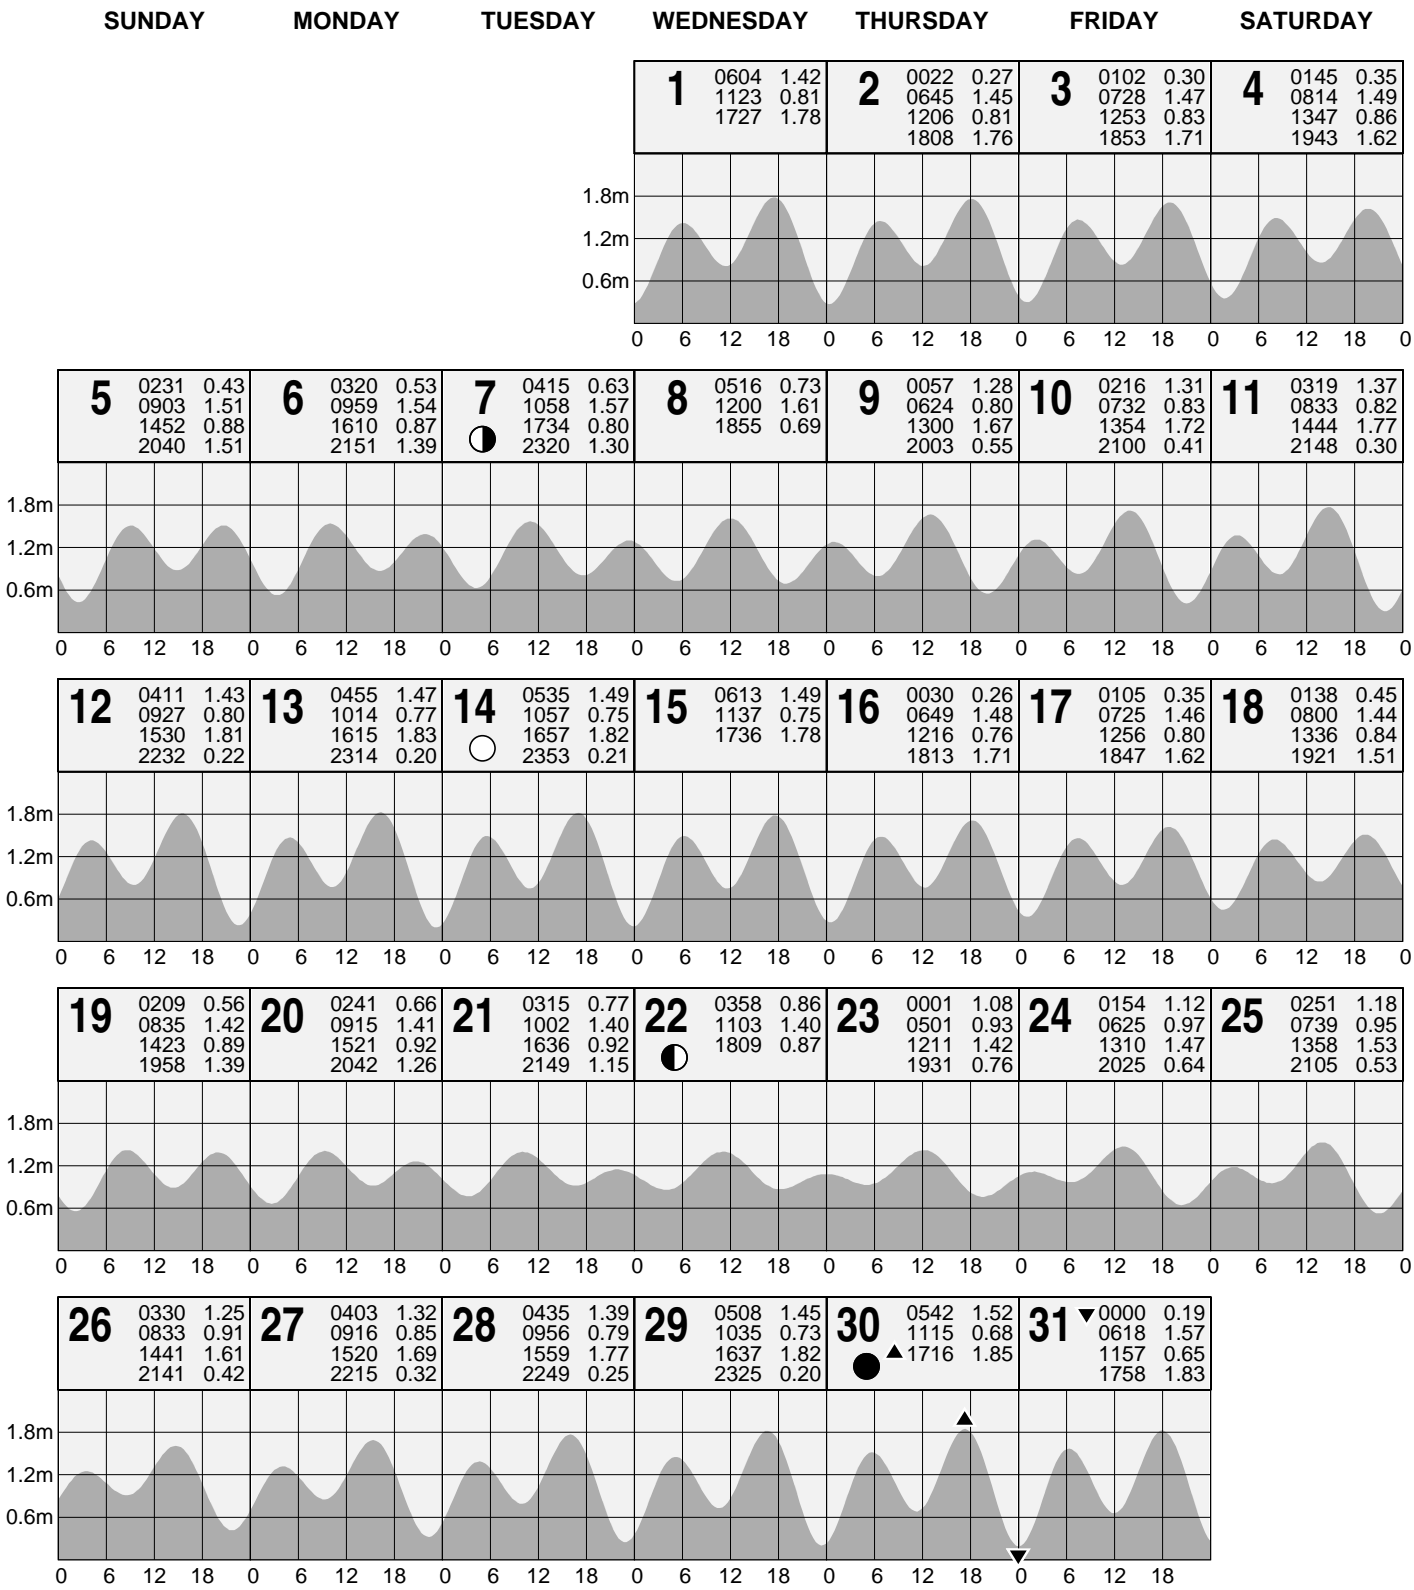 SUNDAY MONDAY TUESDAY WEDNESDAY THURSDAY FRIDAY SATURDAY
1 0604 1.42
1123 0.81
1727 1.78
2 0022 0.27
0645 1.45
1206 0.81
1808 1.76
3 0102 0.30
0728 1.47
1253 0.83
1853 1.71
4 0145 0.35
0814 1.49
1347 0.86
1943 1.62
1.8m
1.2m
0.6m
0 6 12 18 0 6 12 18 0 6 12 18 0 6 12 18 0
5 0231 0.43
0903 1.51
1452 0.88
2040 1.51
6 0320 0.53
0959 1.54
1610 0.87
2151 1.39
7 0415 0.63
1058 1.57
1734 0.80
2320 1.30
8 0516 0.73
1200 1.61
1855 0.69
9 0057 1.28
0624 0.80
1300 1.67
2003 0.55
10 0216 1.31
0732 0.83
1354 1.72
2100 0.41
11 0319 1.37
0833 0.82
1444 1.77
2148 0.30
1.8m
1.2m
0.6m
0 6 12 18 0 6 12 18 0 6 12 18 0 6 12 18 0 6 12 18 0 6 12 18 0 6 12 18 0
12 0411 1.43
0927 0.80
1530 1.81
2232 0.22
13 0455 1.47
1014 0.77
1615 1.83
2314 0.20
14 0535 1.49
1057 0.75
1657 1.82
2353 0.21
15 0613 1.49
1137 0.75
1736 1.78
16 0030 0.26
0649 1.48
1216 0.76
1813 1.71
17 0105 0.35
0725 1.46
1256 0.80
1847 1.62
18 0138 0.45
0800 1.44
1336 0.84
1921 1.51
1.8m
1.2m
0.6m
0 6 12 18 0 6 12 18 0 6 12 18 0 6 12 18 0 6 12 18 0 6 12 18 0 6 12 18 0
19 0209 0.56
0835 1.42
1423 0.89
1958 1.39
20 0241 0.66
0915 1.41
1521 0.92
2042 1.26
21 0315 0.77
1002 1.40
1636 0.92
2149 1.15
22 0358 0.86
1103 1.40
1809 0.87
23 0001 1.08
0501 0.93
1211 1.42
1931 0.76
24 0154 1.12
0625 0.97
1310 1.47
2025 0.64
25 0251 1.18
0739 0.95
1358 1.53
2105 0.53
1.8m
1.2m
0.6m
0 6 12 18 0 6 12 18 0 6 12 18 0 6 12 18 0 6 12 18 0 6 12 18 0 6 12 18 0
26 0330 1.25
0833 0.91
1441 1.61
2141 0.42
27 0403 1.32
0916 0.85
1520 1.69
2215 0.32
28 0435 1.39
0956 0.79
1559 1.77
2249 0.25
29 0508 1.45
1035 0.73
1637 1.82
2325 0.20
30 0542 1.52
1115 0.68
1716 1.85
31 0000 0.19
0618 1.57
1157 0.65
1758 1.83
1.8m
1.2m
0.6m
0 6 12 18 0 6 12 18 0 6 12 18 0 6 12 18 0 6 12 18 0 6 12 18